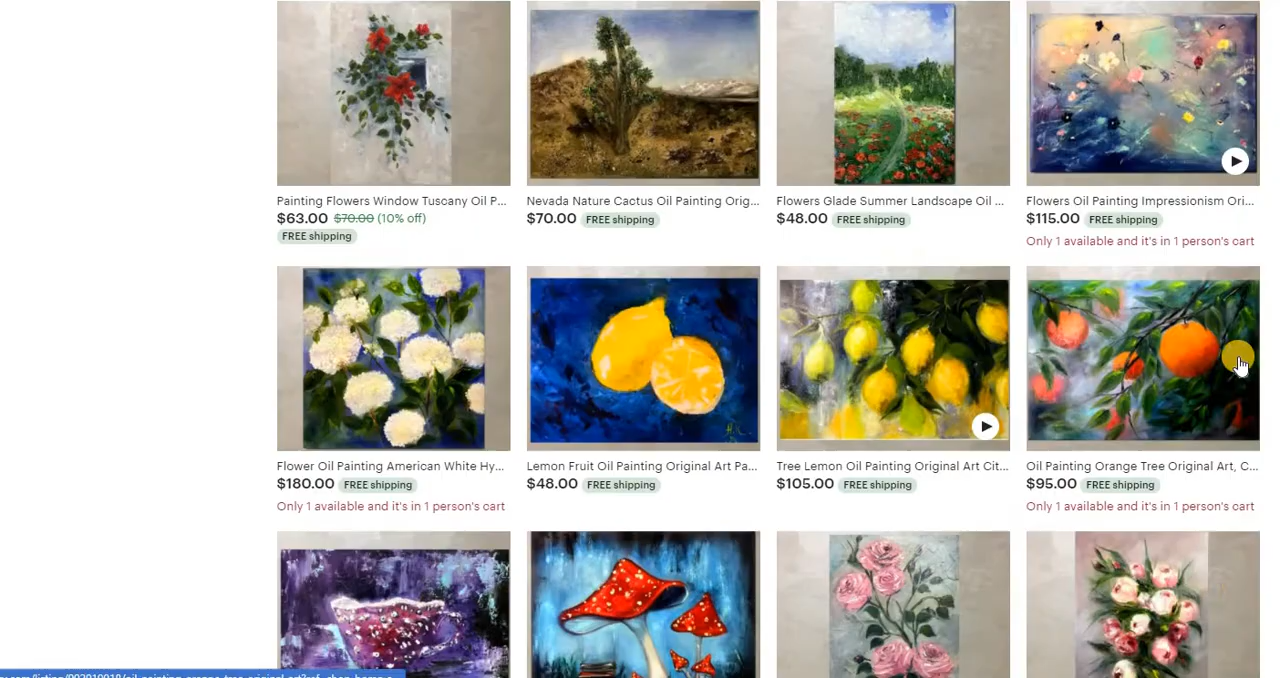 Painting Flowers Window Tuscany Oil P...
$63.00 $70.00 (10% off)
FREE shipping
Nevada Nature Cactus Oil Painting Orig...
$70.00 FREE shipping
Flowers Glade Summer Landscape Oil ...
$48.00 FREE shipping
Flowers Oil Painting Impressionism Ori...
$115.00 FREE shipping
Only 1 available and it's in 1 person's cart
Flower Oil Painting American White Hy...
$180.00 FREE shipping
Only 1 available and it's in 1 person's cart
Lemon Fruit Oil Painting Original Art Pa...
$48.00 FREE shipping
Tree Lemon Oil Painting Original Art Cit...
$105.00 FREE shipping
Oil Painting Orange Tree Original Art, C...
$95.00 FREE shipping
Only 1 available and it's in 1 person's cart